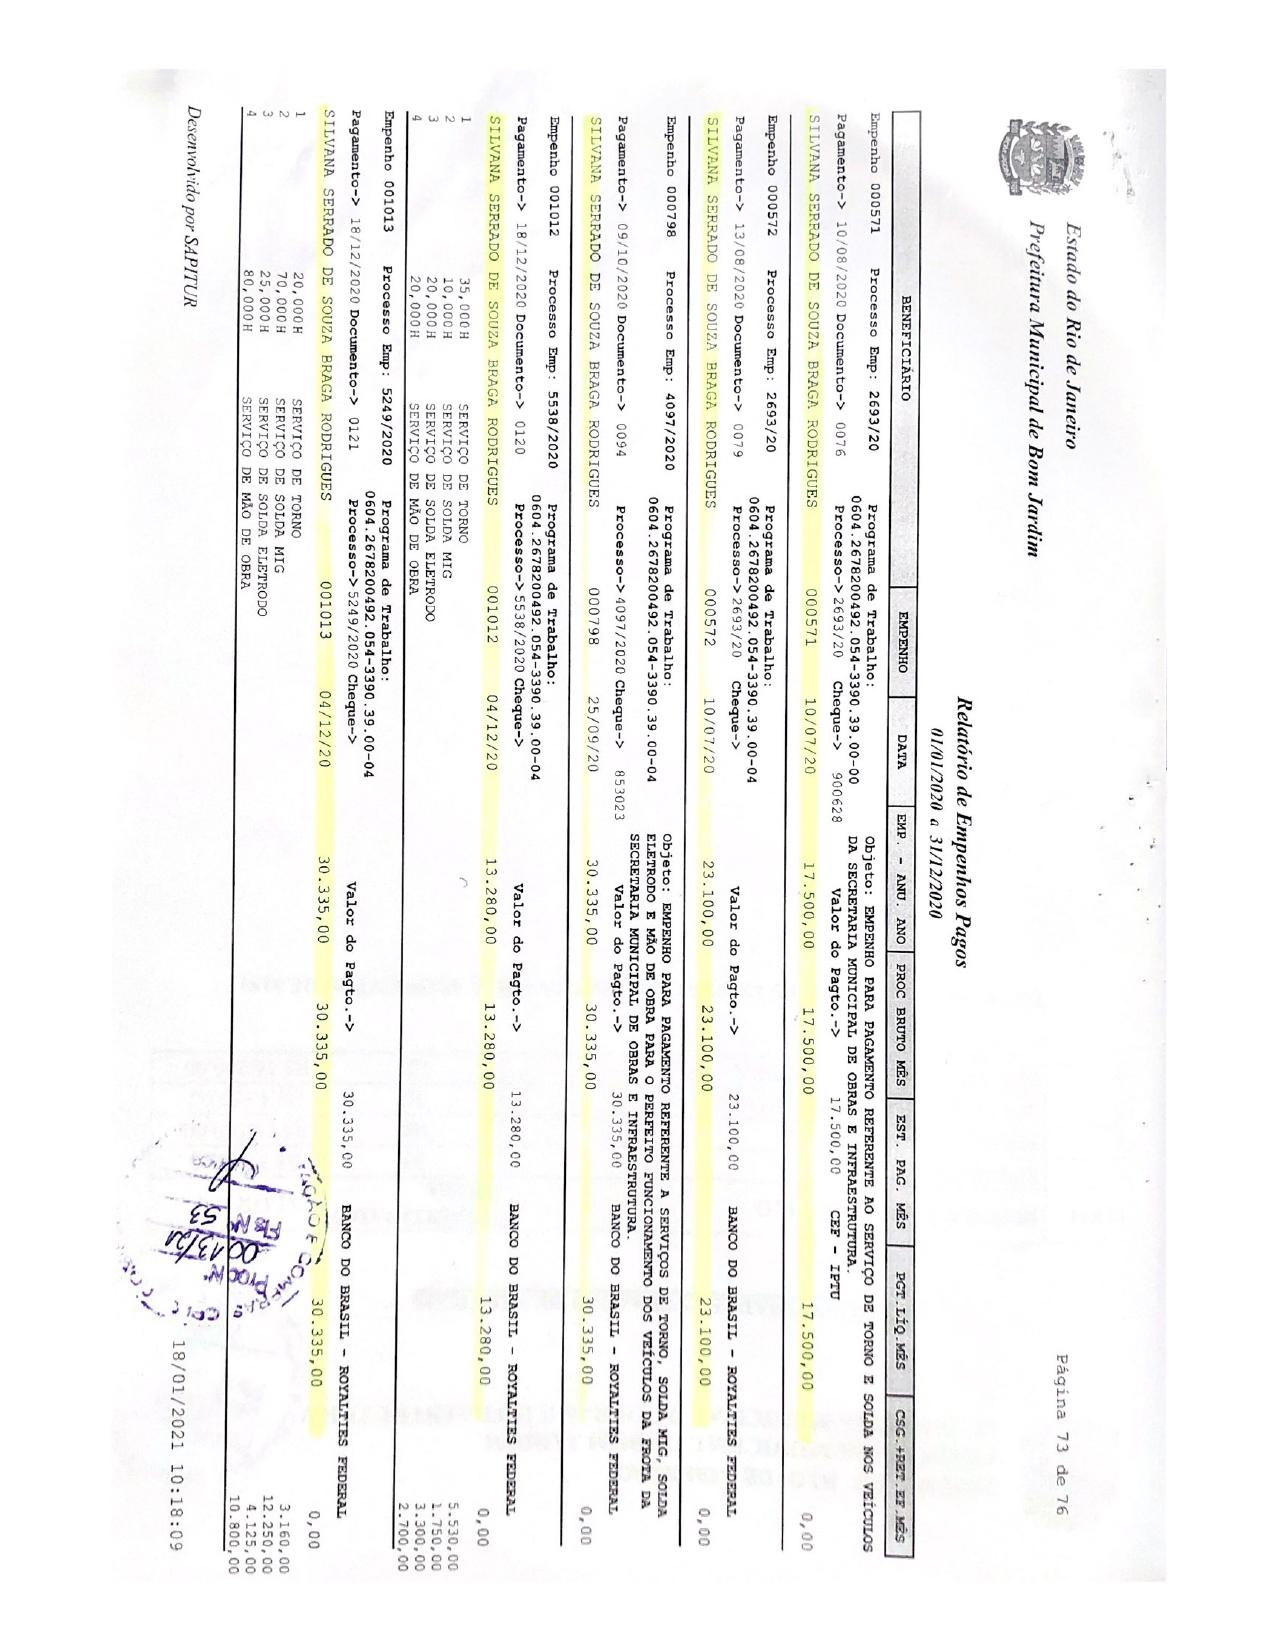 Página 73 de 76
Estado do Rio de Janeiro
Prefeitura Municipal de Bom Jardim
Relatório de Empenhos Pagos
01/01/2020 a 31/12/2020
BENEFICIÁRIO EMPENHO DATA EMP. - ANU. ANO PROC BRUTO MÊS EST. PAG. MÊS PGT.LÍQ.MÊS CSG.+RET.EF.MÊS
Empenho 000571 Processo Emp: 2693/20 Programa de Trabalho: Objeto: EMPENHO PARA PAGAMENTO REFERENTE AO SERVIÇO DE TORNO E SOLDA NOS VEÍCULOS
0604.2678200492.054-3390.39.00-00 DA SECRETARIA MUNICIPAL DE OBRAS E INFRAESTRUTURA.
Pagamento-> 10/08/2020 Documento-> 0076 Processo-> 2693/20 Cheque-> 900628 Valor do Pagto.-> 17.500,00 CEF - IPTU
SILVANA SERRADO DE SOUZA BRAGA RODRIGUES 000571 10/07/20 17.500,00 17.500,00 17.500,00 0,00
Empenho 000572 Processo Emp: 2693/20 Programa de Trabalho:
0604.2678200492.054-3390.39.00-04
Pagamento-> 13/08/2020 Documento-> 0079 Processo-> 2693/20 Cheque-> Valor do Pagto.-> 23.100,00 BANCO DO BRASIL - ROYALTIES FEDERAL
SILVANA SERRADO DE SOUZA BRAGA RODRIGUES 000572 10/07/20 23.100,00 23.100,00 23.100,00 0,00
Empenho 000798 Processo Emp: 4097/2020 Programa de Trabalho: Objeto: EMPENHO PARA PAGAMENTO REFERENTE A SERVIÇOS DE TORNO, SOLDA MIG, SOLDA
0604.2678200492.054-3390.39.00-04 ELETRODO E MÃO DE OBRA PARA O PERFEITO FUNCIONAMENTO DOS VEÍCULOS DA FROTA DA
SECRETARIA MUNICIPAL DE OBRAS E INFRAESTRUTURA.
Pagamento-> 09/10/2020 Documento-> 0094 Processo-> 4097/2020 Cheque-> 853023 Valor do Pagto.-> 30.335,00 BANCO DO BRASIL - ROYALTIES FEDERAL
SILVANA SERRADO DE SOUZA BRAGA RODRIGUES 000798 25/09/20 30.335,00 30.335,00 30.335,00 0,00
Empenho 001012 Processo Emp: 5538/2020 Programa de Trabalho:
0604.2678200492.054-3390.39.00-04
Pagamento-> 18/12/2020 Documento-> 0120 Processo-> 5538/2020 Cheque-> Valor do Pagto.-> 13.280,00 BANCO DO BRASIL - ROYALTIES FEDERAL
SILVANA SERRADO DE SOUZA BRAGA RODRIGUES 001012 04/12/20 13.280,00 13.280,00 13.280,00 0,00
1 35,000H SERVIÇO DE TORNO 5.530,00
2 10,000H SERVIÇO DE SOLDA MIG 1.750,00
3 20,000H SERVIÇO DE SOLDA ELETRODO 3.300,00
4 20,000H SERVIÇO DE MÃO DE OBRA 2.700,00
Empenho 001013 Processo Emp: 5249/2020 Programa de Trabalho:
0604.2678200492.054-3390.39.00-04
Pagamento-> 18/12/2020 Documento-> 0121 Processo-> 5249/2020 Cheque-> Valor do Pagto.-> 30.335,00 BANCO DO BRASIL - ROYALTIES FEDERAL
SILVANA SERRADO DE SOUZA BRAGA RODRIGUES 001013 04/12/20 30.335,00 30.335,00 30.335,00 0,00
1 20,000H SERVIÇO DE TORNO 3.160,00
2 70,000H SERVIÇO DE SOLDA MIG 12.250,00
3 25,000H SERVIÇO DE SOLDA ELETRODO 4.125,00
4 80,000H SERVIÇO DE MÃO DE OBRA 10.800,00
Proc Nº
0013/21
Fls Nº
53
Desenvolvido por SAPITUR 18/01/2021 10:18:09